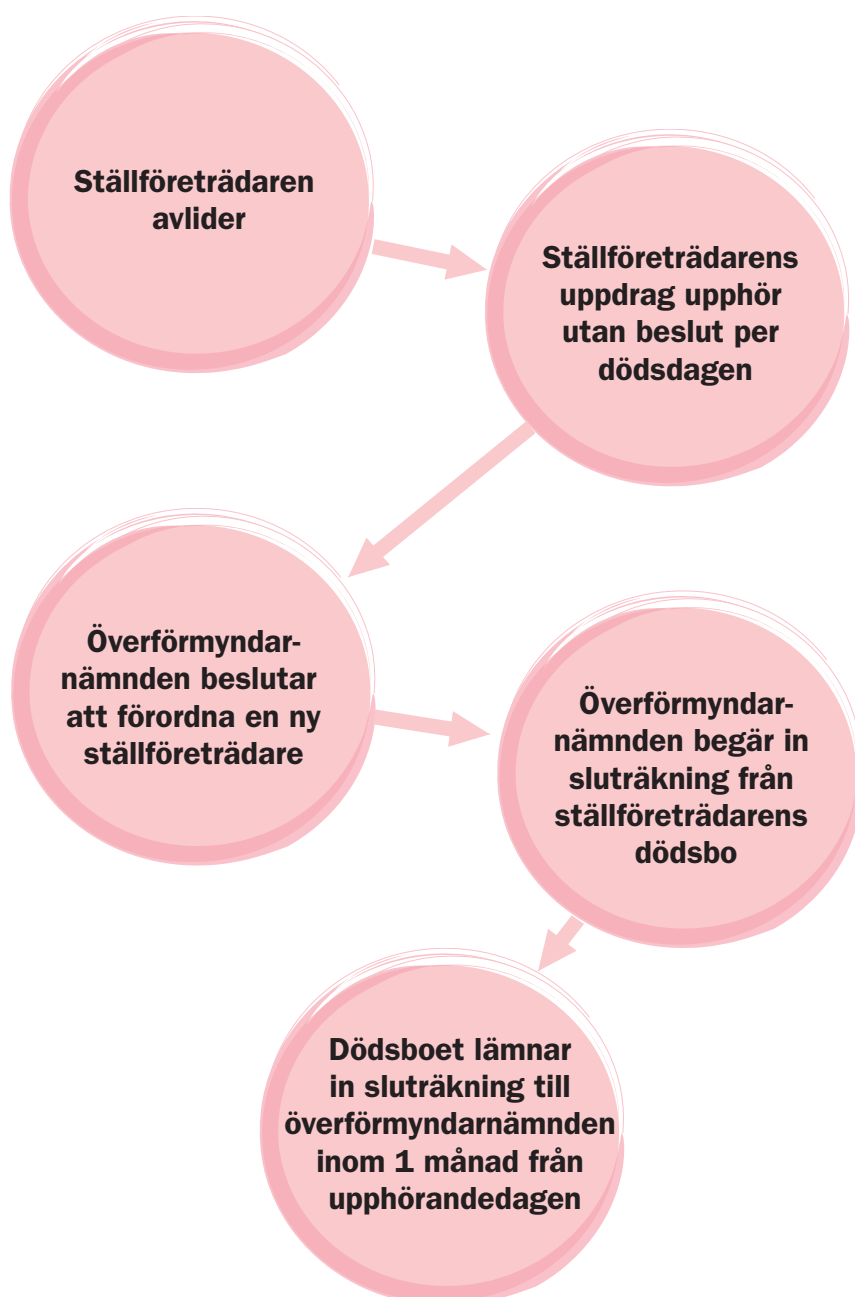 Ställföreträdaren
avlider
Ställföreträdarens
uppdrag upphör
utan beslut per
dödsdagen
Överförmyndar-
nämnden beslutar
att förordna en ny
ställföreträdare
Överförmyndar-
nämnden begär in
sluträkning från
ställföreträdarens
dödsbo
Dödsboet lämnar
in sluträkning till
överförmyndarnämnden
inom 1 månad från
upphörandedagen